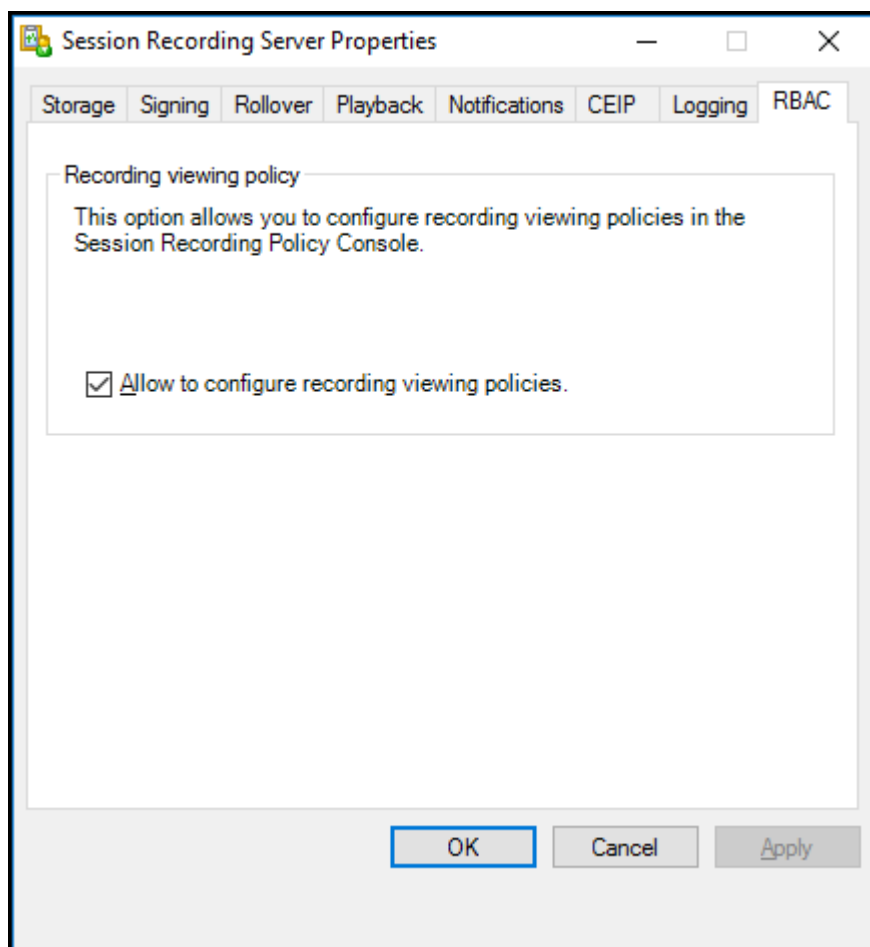 Session Recording Server Properties
Storage Signing Rollover Playback Notifications CEIP Logging RBAC
Recording viewing policy
This option allows you to configure recording viewing policies in the
Session Recording Policy Console.
Allow to configure recording viewing policies.
OK Cancel Apply